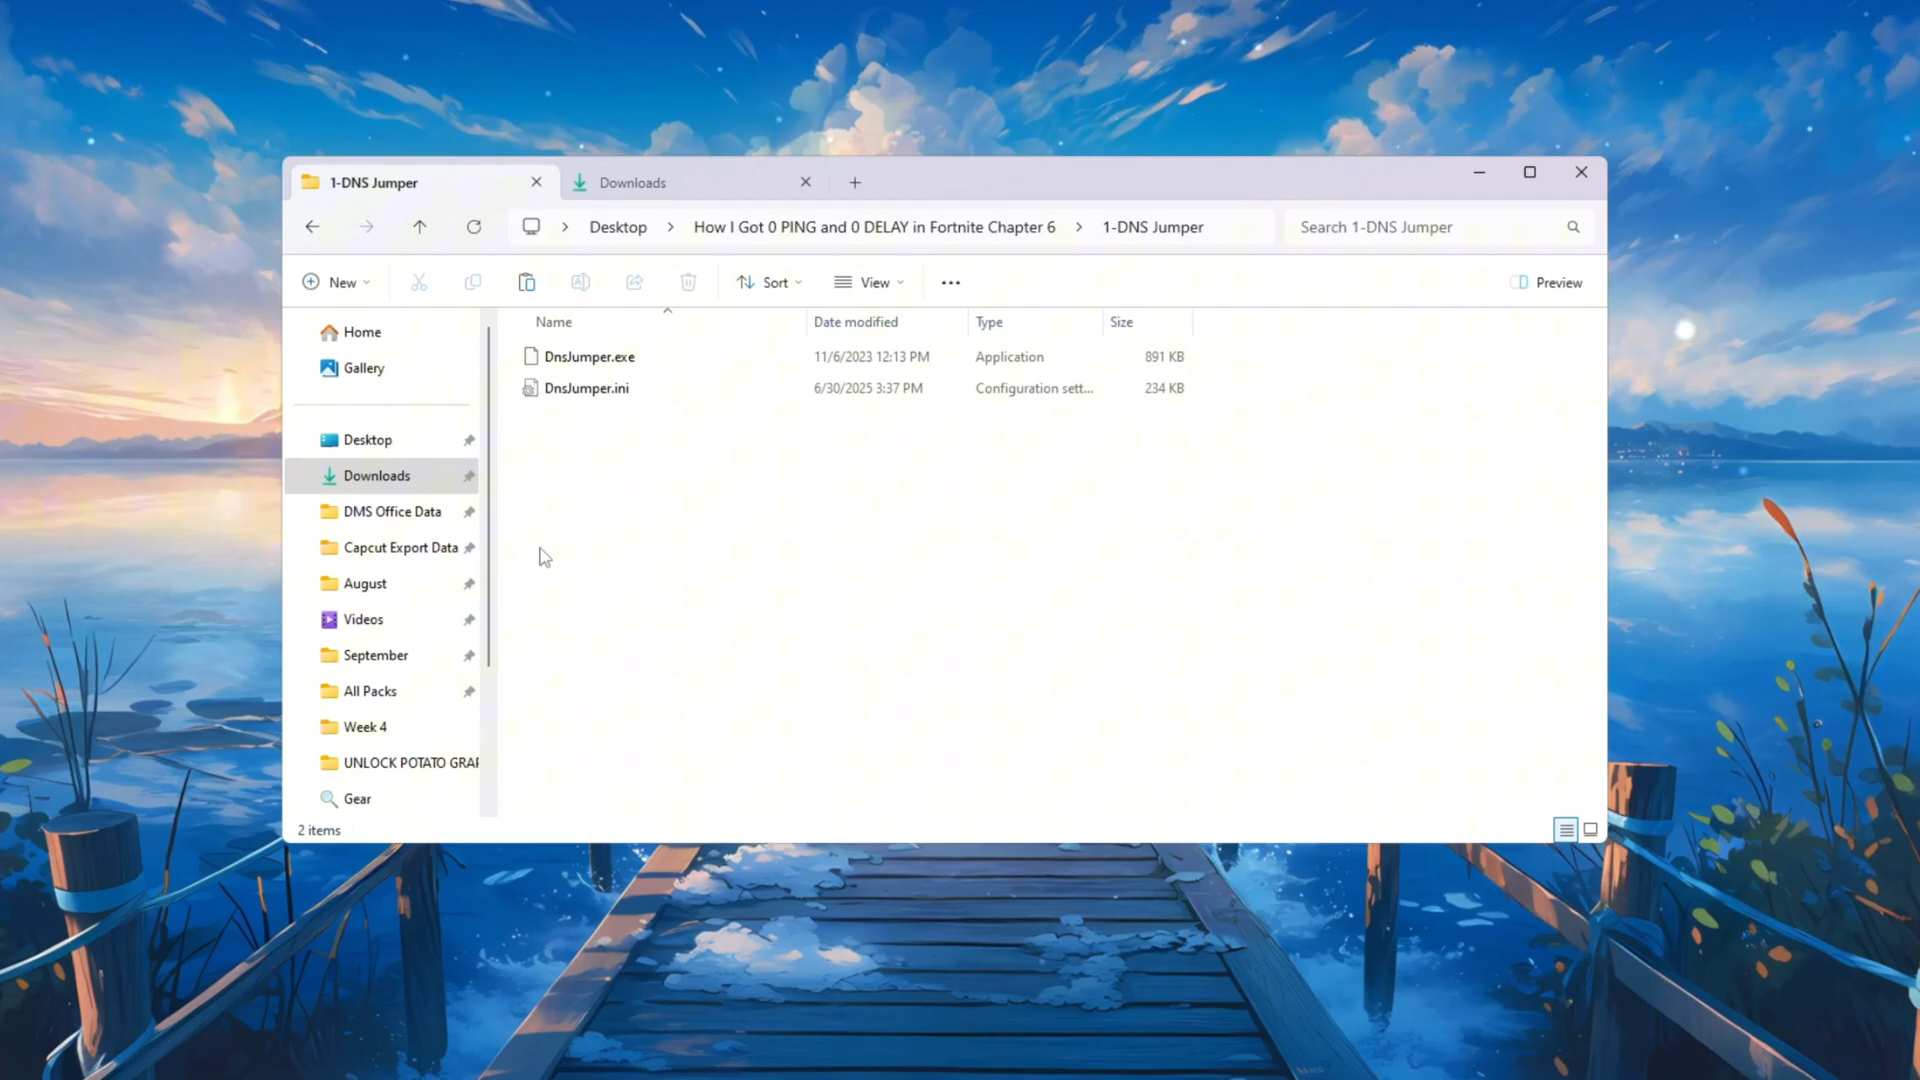 1-DNS Jumper
Downloads
Desktop
How I Got 0 PING and 0 DELAY in Fortnite Chapter 6
1-DNS Jumper
Search 1-DNS Jumper
New
Sort
View
Preview
Name
Date modified
Type
Size
DnsJumper.exe
11/6/2023 12:13 PM
Application
891 KB
DnsJumper.ini
6/30/2025 3:37 PM
Configuration sett...
234 KB
Home
Gallery
Desktop
Downloads
DMS Office Data
Capcut Export Data
August
Videos
September
All Packs
Week 4
UNLOCK POTATO GRAP
Gear
2 items